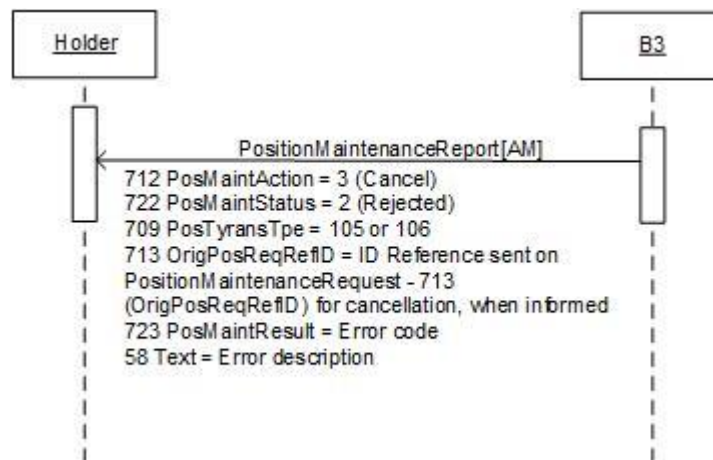 Holder
B3
PositionMaintenanceReport[AM]
712 PosMaintAction = 3 (Cancel)
722 PosMaintStatus = 2 (Rejected)
709 PosTyransTpe = 105 or 106
713 OrigPosReqRefID = ID Reference sent on
PositionMaintenanceRequest - 713
(OrigPosReqRefID) for cancellation, when informed
723 PosMaintResult = Error code
58 Text = Error description